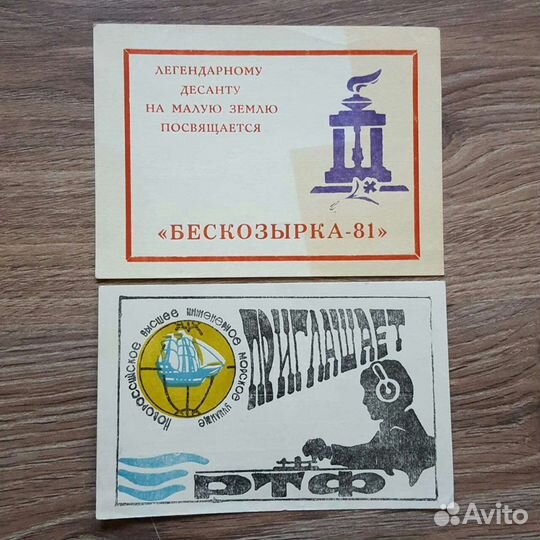 ЛЕГЕНДАРНОМУ
ДЕСАНТУ
НА МАЛУЮ ЗЕМЛЮ
ПОСВЯЩАЕТСЯ
«БЕСКОЗЫРКА-81»
НОВОРОССИЙСКОЕ ВЫСШЕЕ ИНЖЕНЕРНОЕ МОРСКОЕ УЧИЛИЩЕ
ПРИГЛАШАЕТ
РТФ
Avito